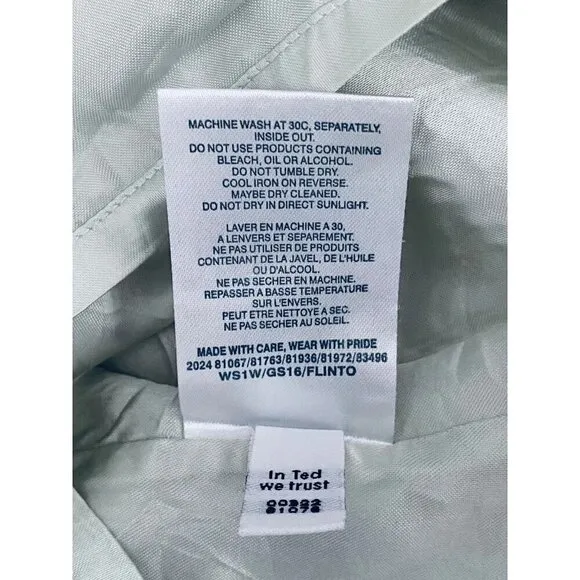 MACHINE WASH AT 30C, SEPARATELY,
INSIDE OUT.
DO NOT USE PRODUCTS CONTAINING
BLEACH, OIL OR ALCOHOL.
DO NOT TUMBLE DRY.
COOL IRON ON REVERSE.
MAYBE DRY CLEANED.
DO NOT DRY IN DIRECT SUNLIGHT.
LAVER EN MACHINE A 30,
A LENVERS ET SEPAREMENT.
NE PAS UTILISER DE PRODUITS
CONTENANT DE LA JAVEL, DE L'HUILE
OU D'ALCOOL.
NE PAS SECHER EN MACHINE.
REPASSER A BASSE TEMPERATURE
SUR L'ENVERS.
PEUT ETRE NETTOYE A SEC.
NE PAS SECHER AU SOLEIL.
MADE WITH CARE, WEAR WITH PRIDE
2024 81067/81763/81936/81972/83496
WS1W/GS16/FLINTO
In Ted
we trust